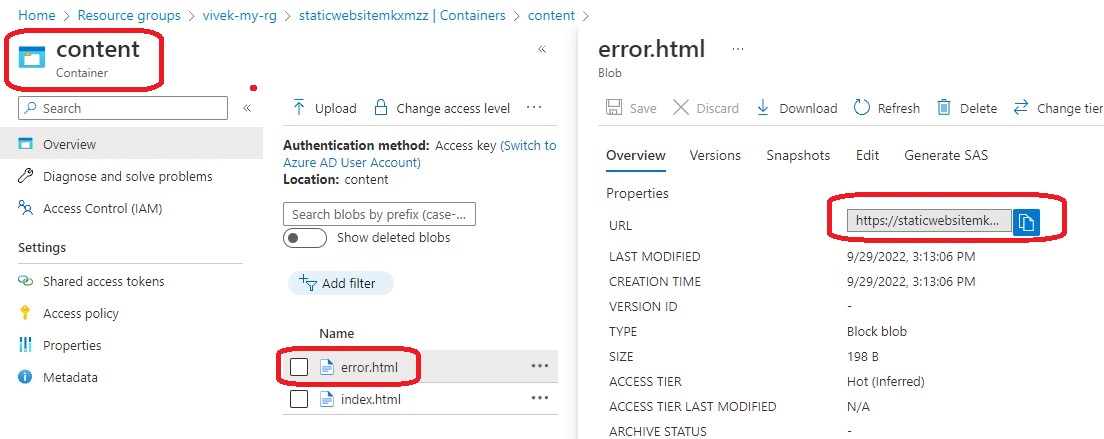 Home > Resource groups > vivek-my-rg > staticwebsitemkxmzz | Containers > content >
content
Container
Search
Overview
Diagnose and solve problems
Access Control (IAM)
Settings
Shared access tokens
Access policy
Properties
Metadata
Upload Change access level ...
Authentication method: Access key (Switch to
Azure AD User Account)
Location: content
Search blobs by prefix (case-...
Show deleted blobs
Add filter
Name
error.html ...
index.html ...
error.html ...
Blob
Save Discard Download Refresh Delete Change tier
Overview Versions Snapshots Edit Generate SAS
Properties
URL https://staticwebsitemk...
LAST MODIFIED 9/29/2022, 3:13:06 PM
CREATION TIME 9/29/2022, 3:13:06 PM
VERSION ID -
TYPE Block blob
SIZE 198 B
ACCESS TIER Hot (Inferred)
ACCESS TIER LAST MODIFIED N/A
ARCHIVE STATUS -